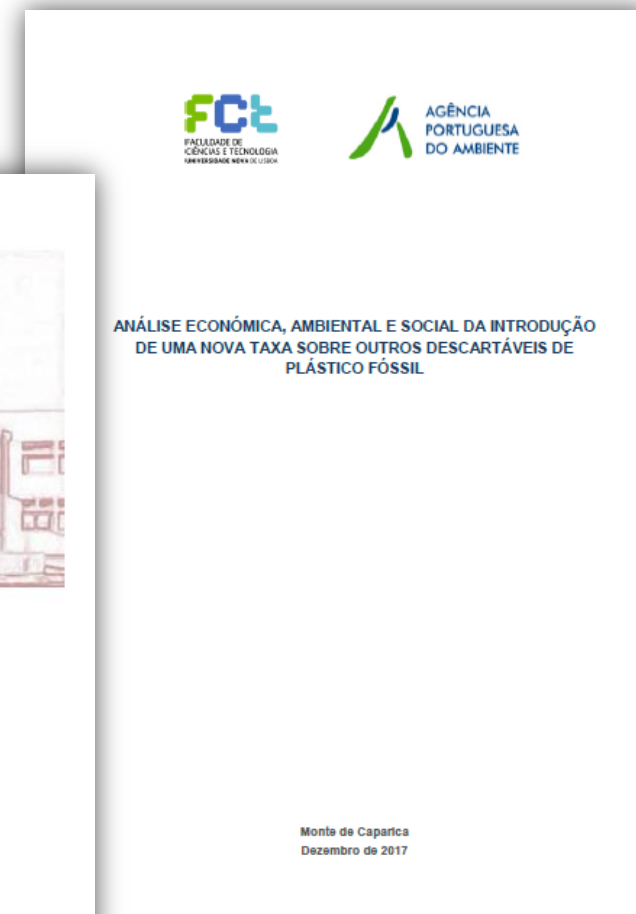 FCT
FACULDADE DE
CIÊNCIAS E TECNOLOGIA
UNIVERSIDADE NOVA DE LISBOA
AGÊNCIA
PORTUGUESA
DO AMBIENTE
ANÁLISE ECONÓMICA, AMBIENTAL E SOCIAL DA INTRODUÇÃO
DE UMA NOVA TAXA SOBRE OUTROS DESCARTÁVEIS DE
PLÁSTICO FÓSSIL
Monte de Caparica
Dezembro de 2017